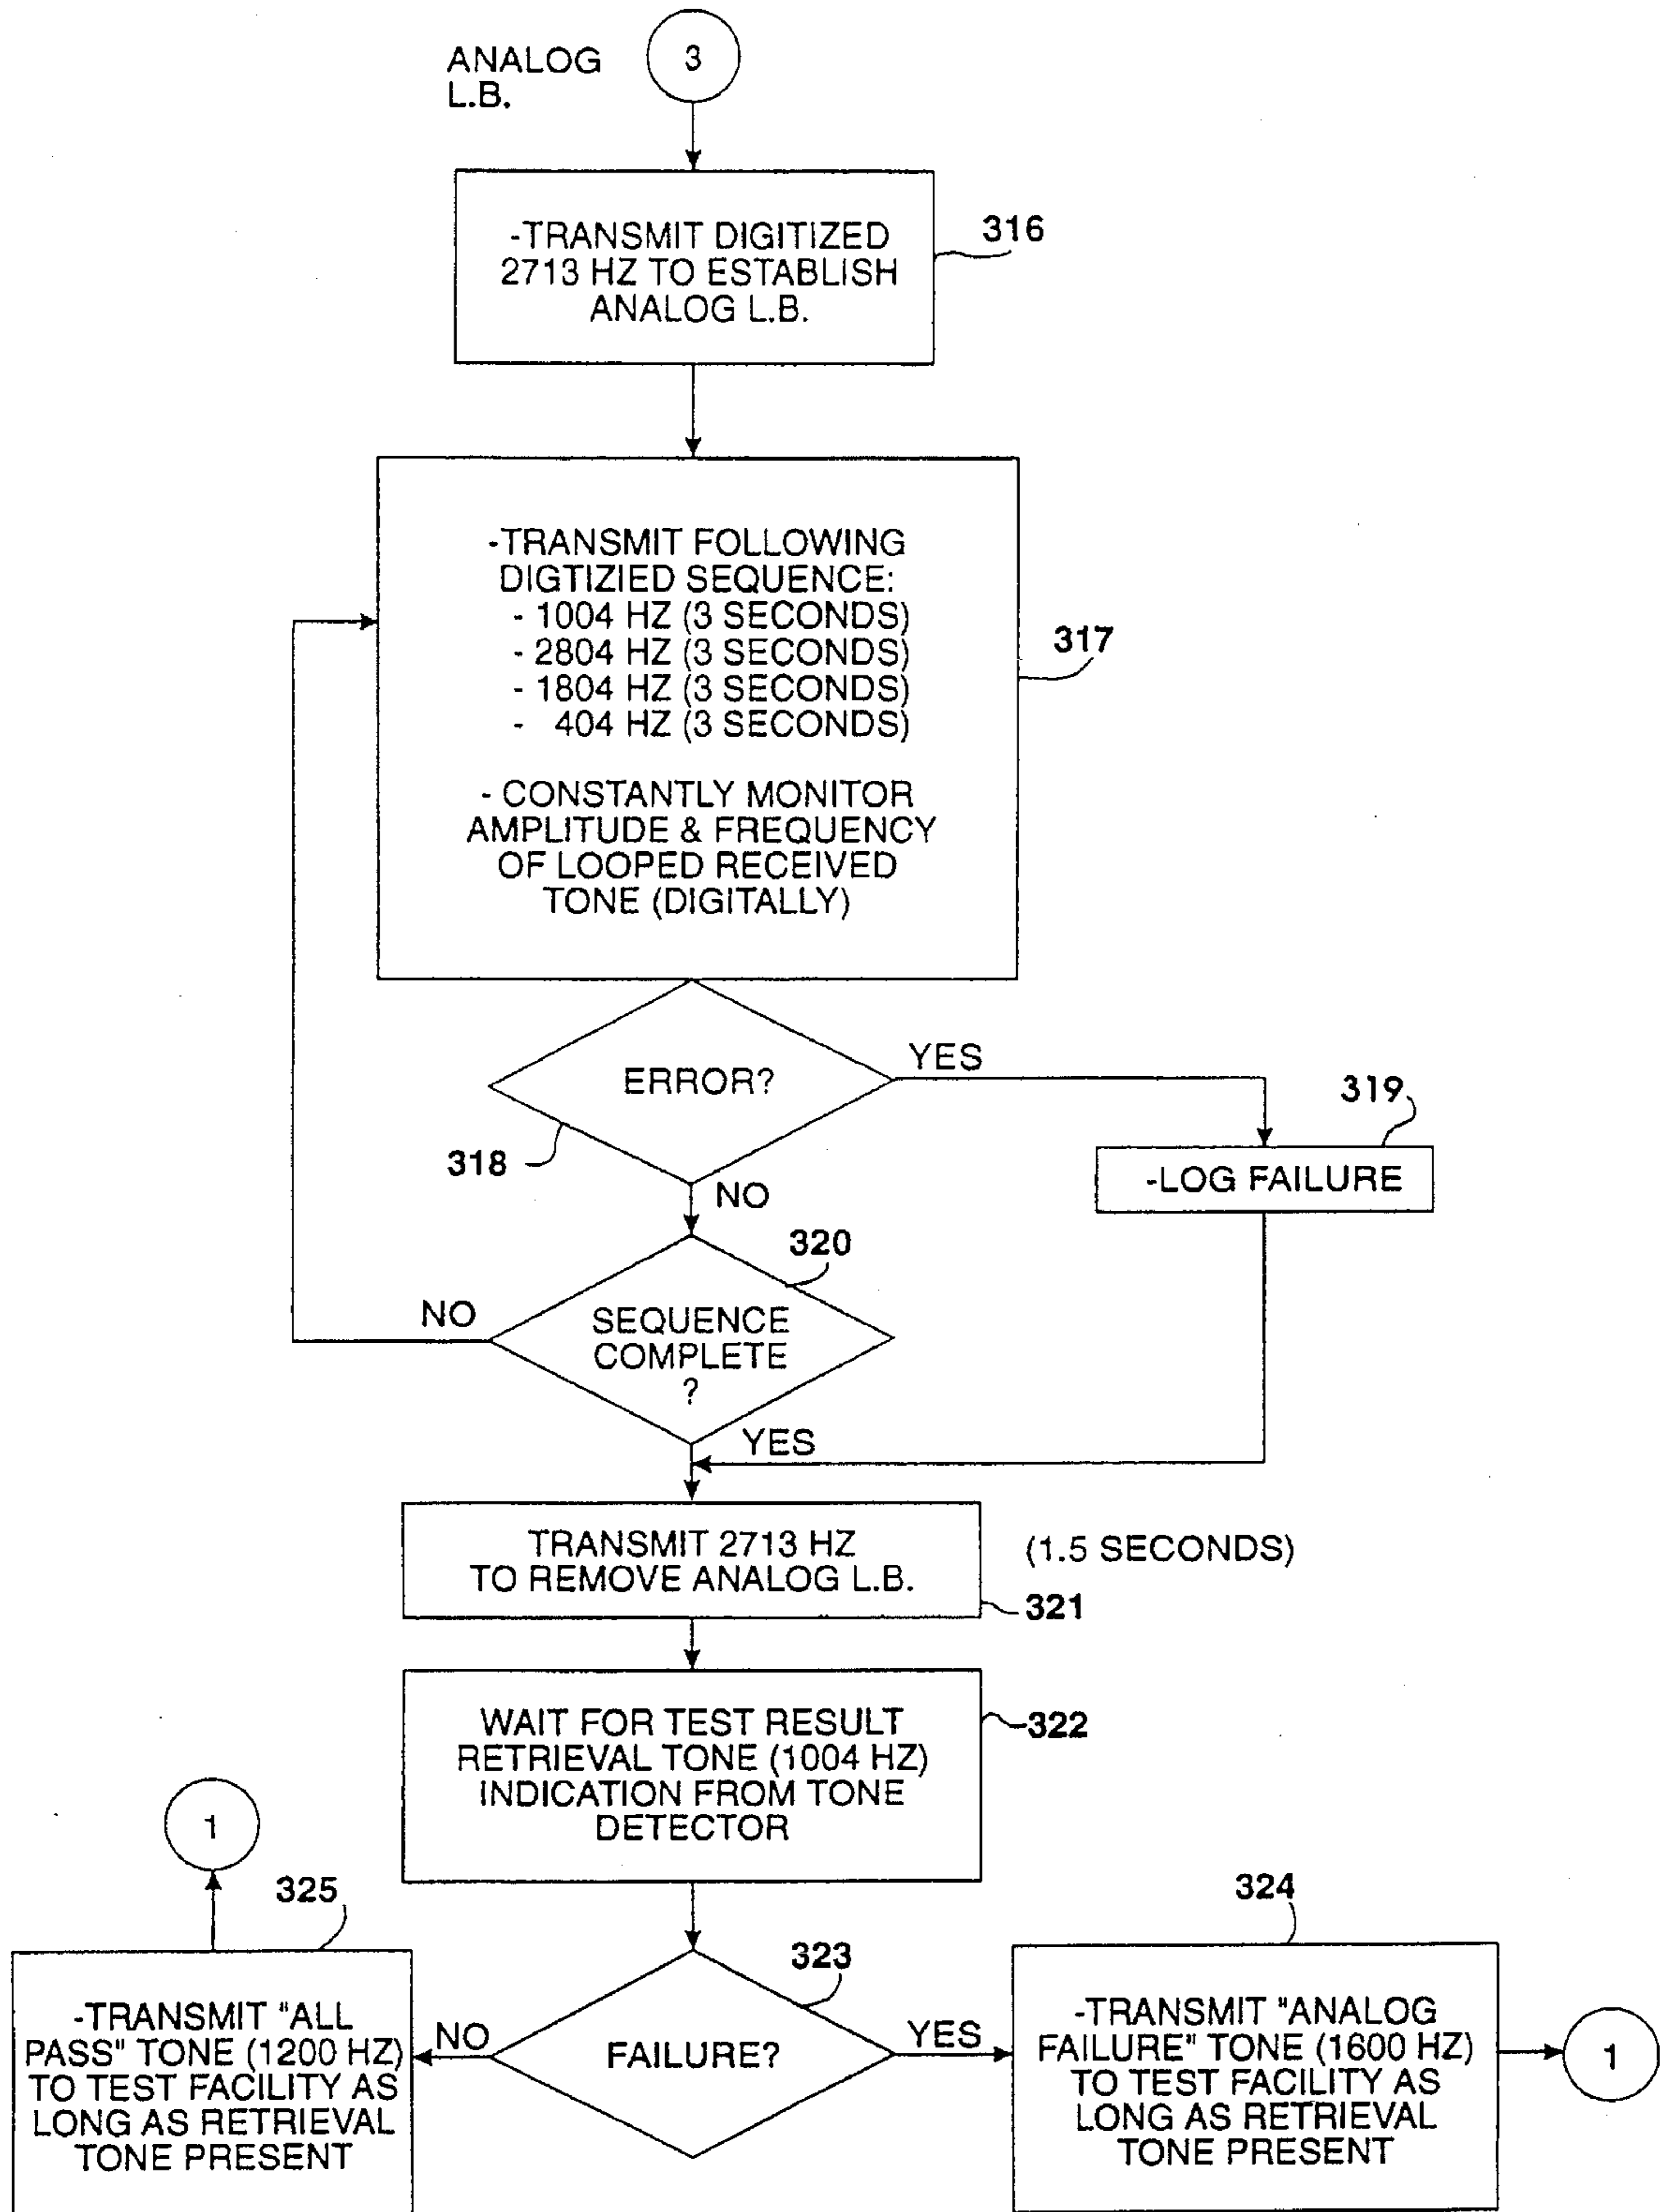 ANALOG
L.B.
3
-TRANSMIT DIGITIZED
2713 HZ TO ESTABLISH
ANALOG L.B.
316
-TRANSMIT FOLLOWING
DIGTIZIED SEQUENCE:
- 1004 HZ (3 SECONDS)
- 2804 HZ (3 SECONDS)
- 1804 HZ (3 SECONDS)
- 404 HZ (3 SECONDS)
- CONSTANTLY MONITOR
AMPLITUDE & FREQUENCY
OF LOOPED RECEIVED
TONE (DIGITALLY)
317
ERROR?
YES
318
NO
319
-LOG FAILURE
320
SEQUENCE
COMPLETE
?
NO
YES
TRANSMIT 2713 HZ
TO REMOVE ANALOG L.B.
(1.5 SECONDS)
321
WAIT FOR TEST RESULT
RETRIEVAL TONE (1004 HZ)
INDICATION FROM TONE
DETECTOR
322
1
325
-TRANSMIT "ALL
PASS" TONE (1200 HZ)
TO TEST FACILITY AS
LONG AS RETRIEVAL
TONE PRESENT
NO
FAILURE?
323
YES
324
-TRANSMIT "ANALOG
FAILURE" TONE (1600 HZ)
TO TEST FACILITY AS
LONG AS RETRIEVAL
TONE PRESENT
1